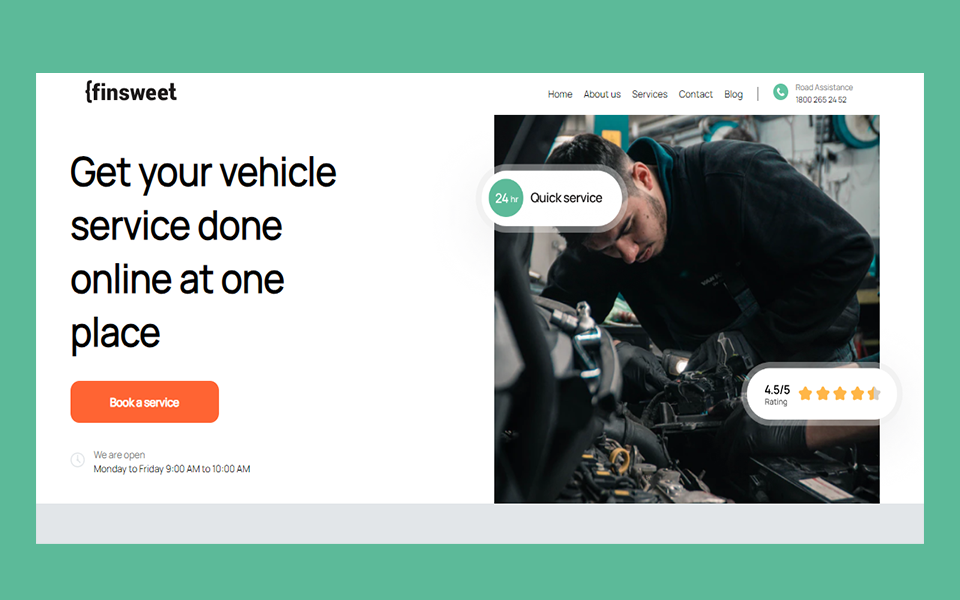 {finsweet
Home About us Services Contact Blog
Road Assistance
1800 265 24 52
Get your vehicle
service done
online at one
place
24 hr Quick service
Book a service
4.5/5
Rating
We are open
Monday to Friday 9:00 AM to 10:00 AM